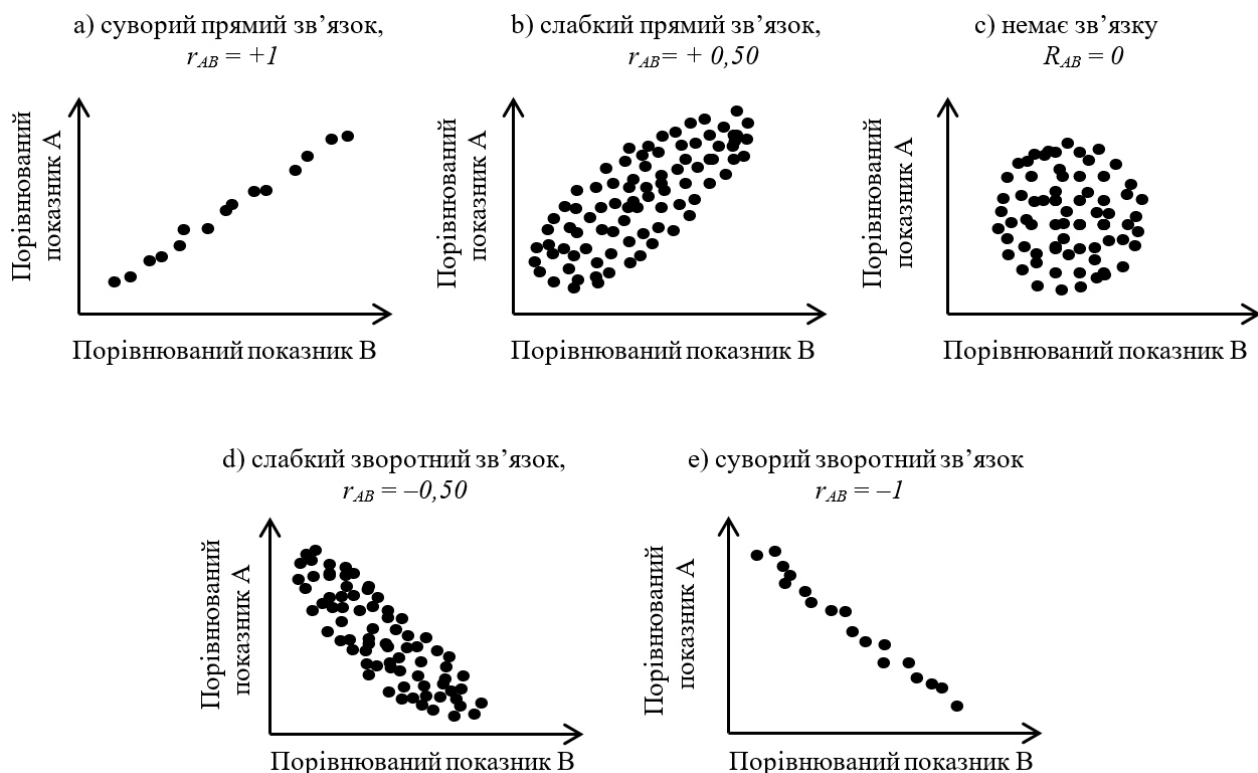 a) суворий прямий зв’язок,
r_AB = +1
Порівнюваний
показник А
Порівнюваний показник В
b) слабкий прямий зв’язок,
r_AB= + 0,50
Порівнюваний
показник А
Порівнюваний показник В
c) немає зв’язку
R_AB = 0
Порівнюваний
показник А
Порівнюваний показник В
d) слабкий зворотний зв’язок,
r_AB = –0,50
Порівнюваний
показник А
Порівнюваний показник В
e) суворий зворотний зв’язок
r_AB = –1
Порівнюваний
показник А
Порівнюваний показник В